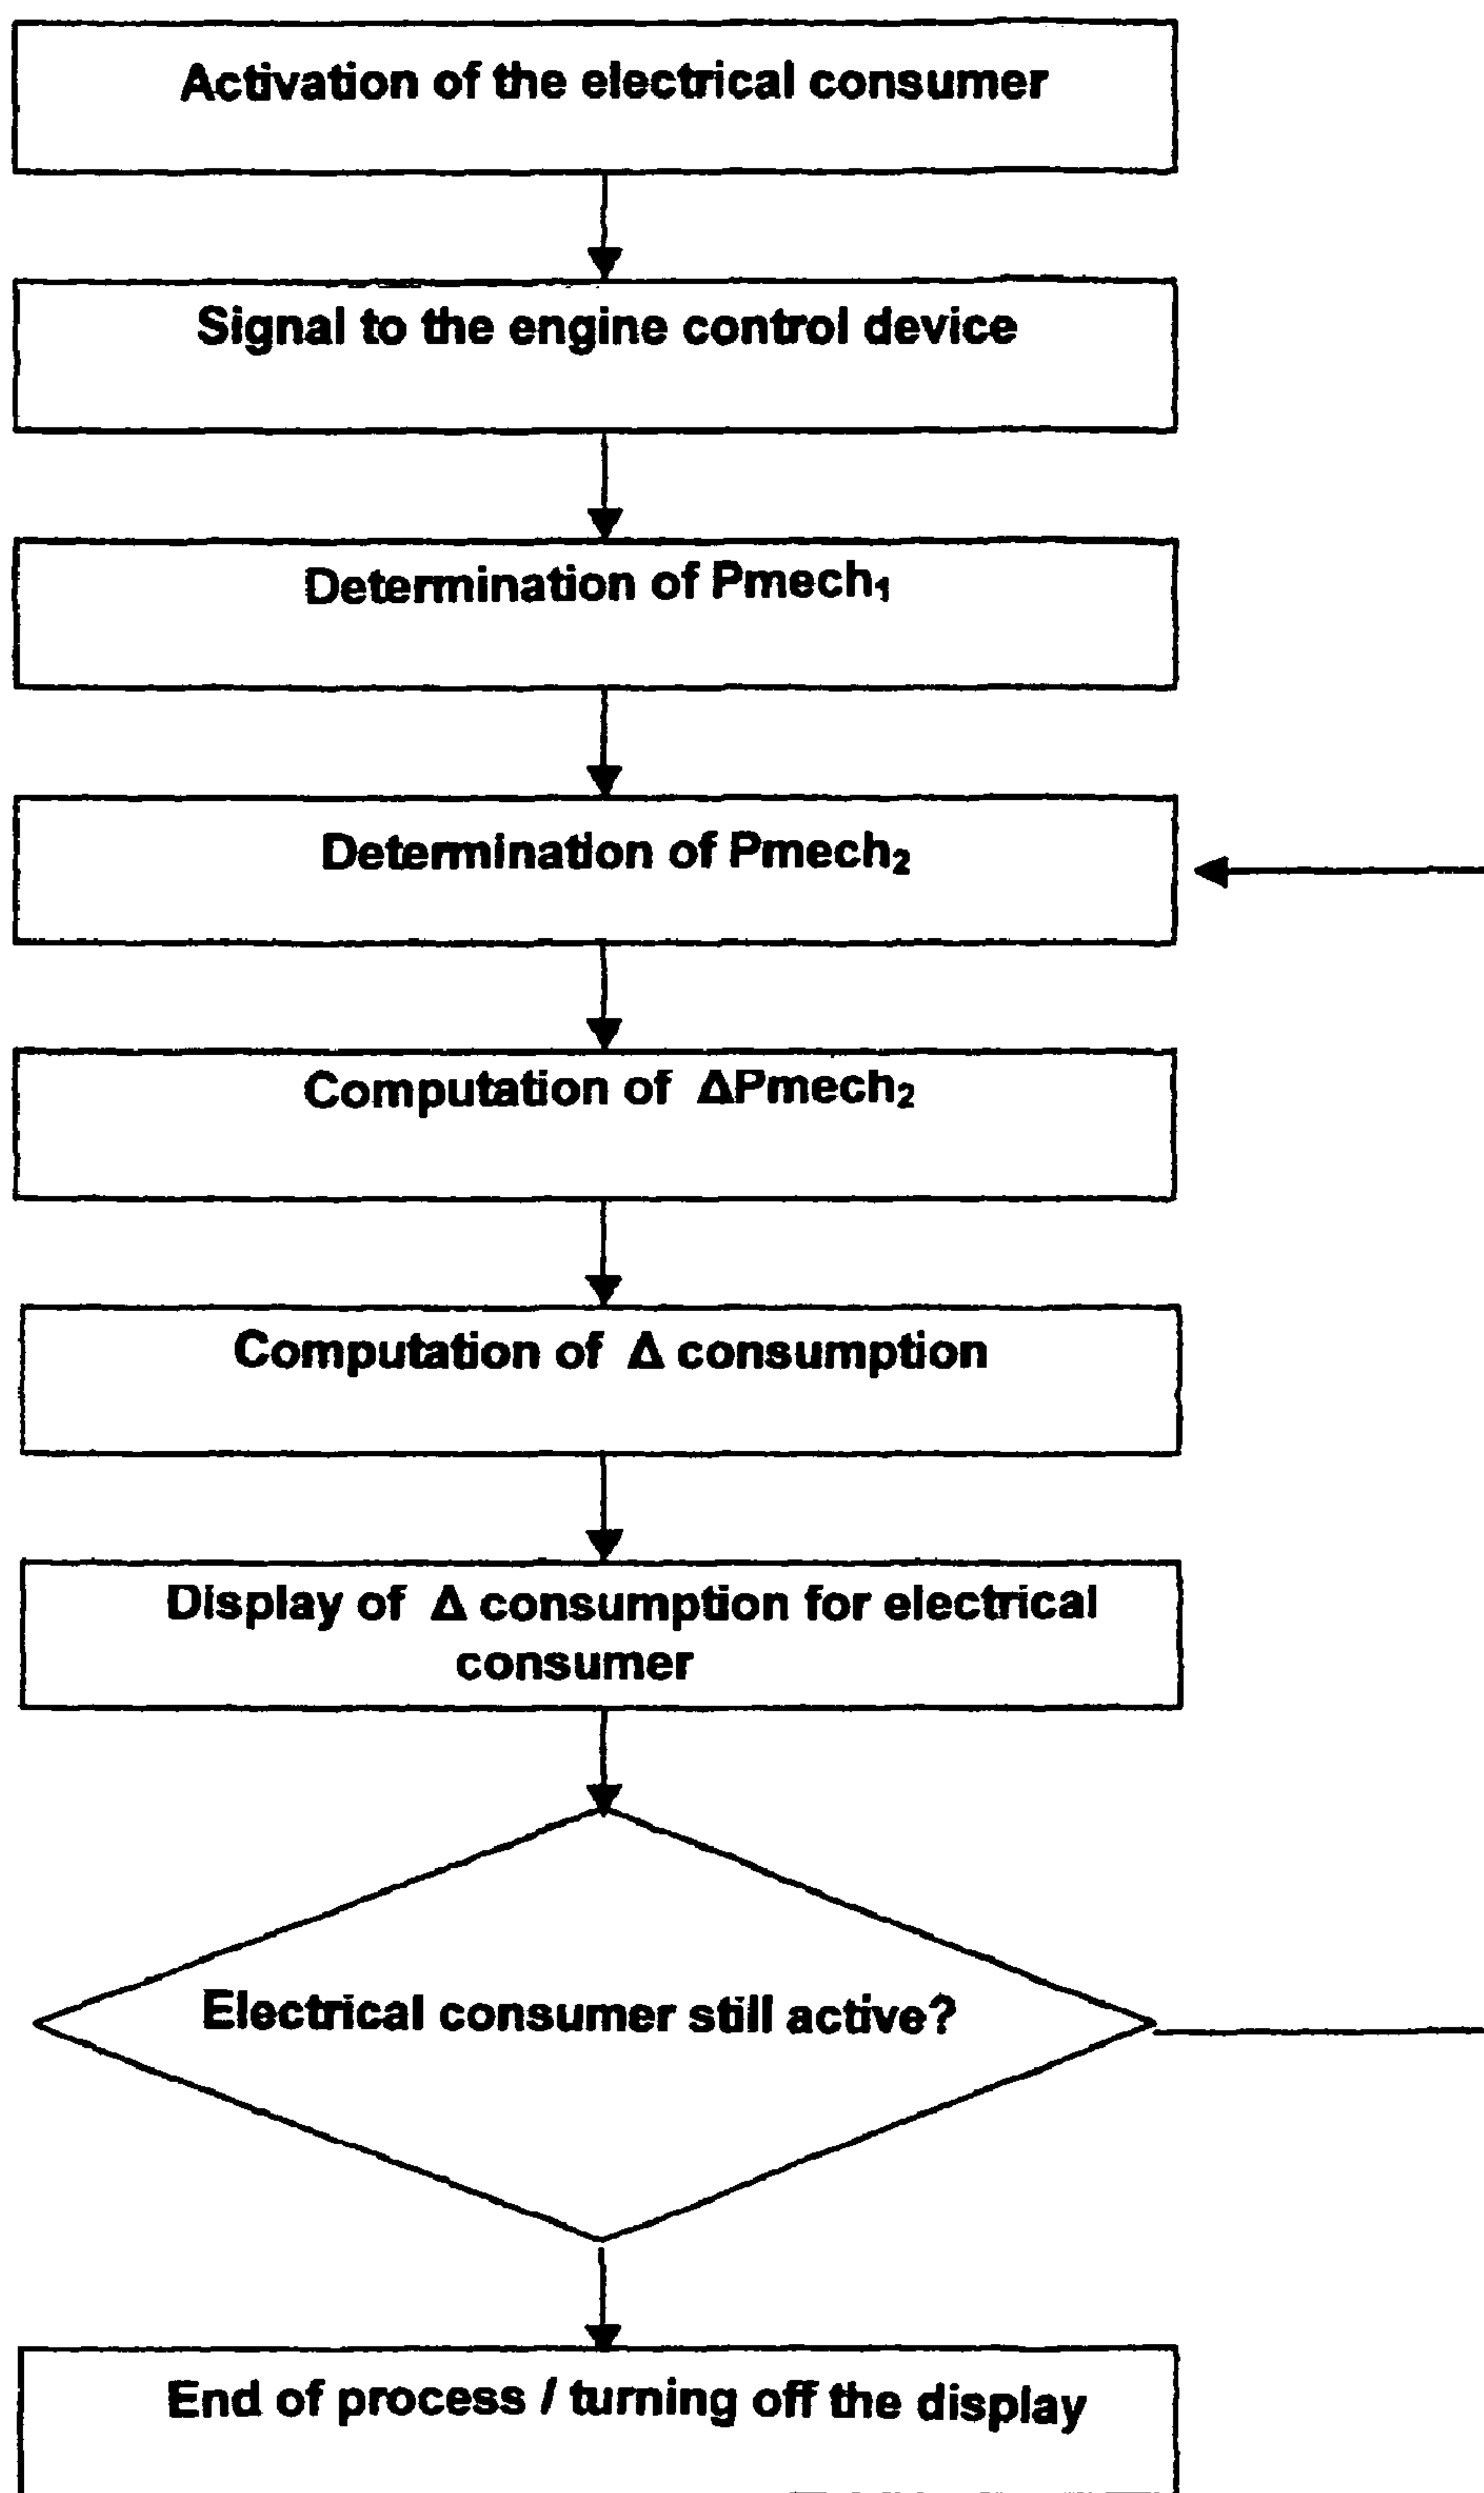 Activation of the electrical consumer
Signal to the engine control device
Determination of Pmech₁
Determination of Pmech₂
Computation of ΔPmech₂
Computation of Δ consumption
Display of Δ consumption for electrical
consumer
Electrical consumer still active?
End of process / turning off the display